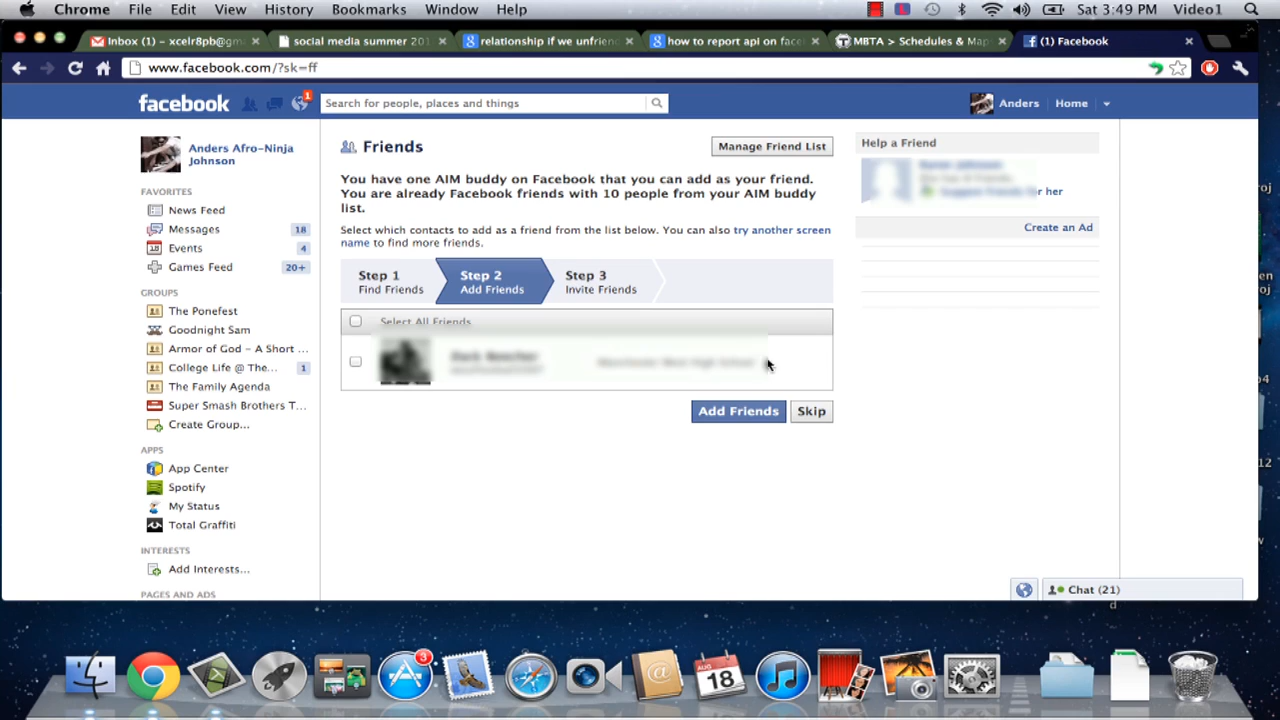 Chrome File Edit View History Bookmarks Window Help Sat 3:49 PM Video1
Inbox (1) – xcelr8pb@gm
social media summer 201
relationship if we unfrien
how to report api on face
MBTA > Schedules & Map
(1) Facebook
www.facebook.com/?sk=ff
facebook
1
Search for people, places and things
Anders Home
Anders Afro-Ninja
Johnson
FAVORITES
News Feed
Messages 18
Events 4
Games Feed 20+
GROUPS
The Ponefest
Goodnight Sam
Armor of God – A Short ...
College Life @ The... 1
The Family Agenda
Super Smash Brothers T...
Create Group...
APPS
App Center
Spotify
My Status
Total Graffiti
INTERESTS
Add Interests...
PAGES AND ADS
Friends
Manage Friend List
You have one AIM buddy on Facebook that you can add as your friend.
You are already Facebook friends with 10 people from your AIM buddy
list.
Select which contacts to add as a friend from the list below. You can also try another screen
name to find more friends.
Step 1
Find Friends
Step 2
Add Friends
Step 3
Invite Friends
Select All Friends
Add Friends
Skip
Help a Friend
r her
Create an Ad
Chat (21)
3
AUG
18